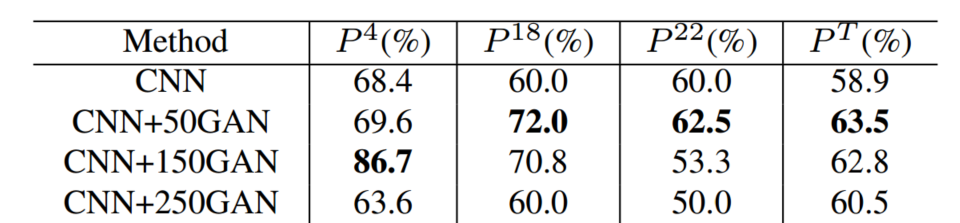 Method P^4(%) P^18(%) P^22(%) P^T(%)
CNN 68.4 60.0 60.0 58.9
CNN+50GAN 69.6 72.0 62.5 63.5
CNN+150GAN 86.7 70.8 53.3 62.8
CNN+250GAN 63.6 60.0 50.0 60.5